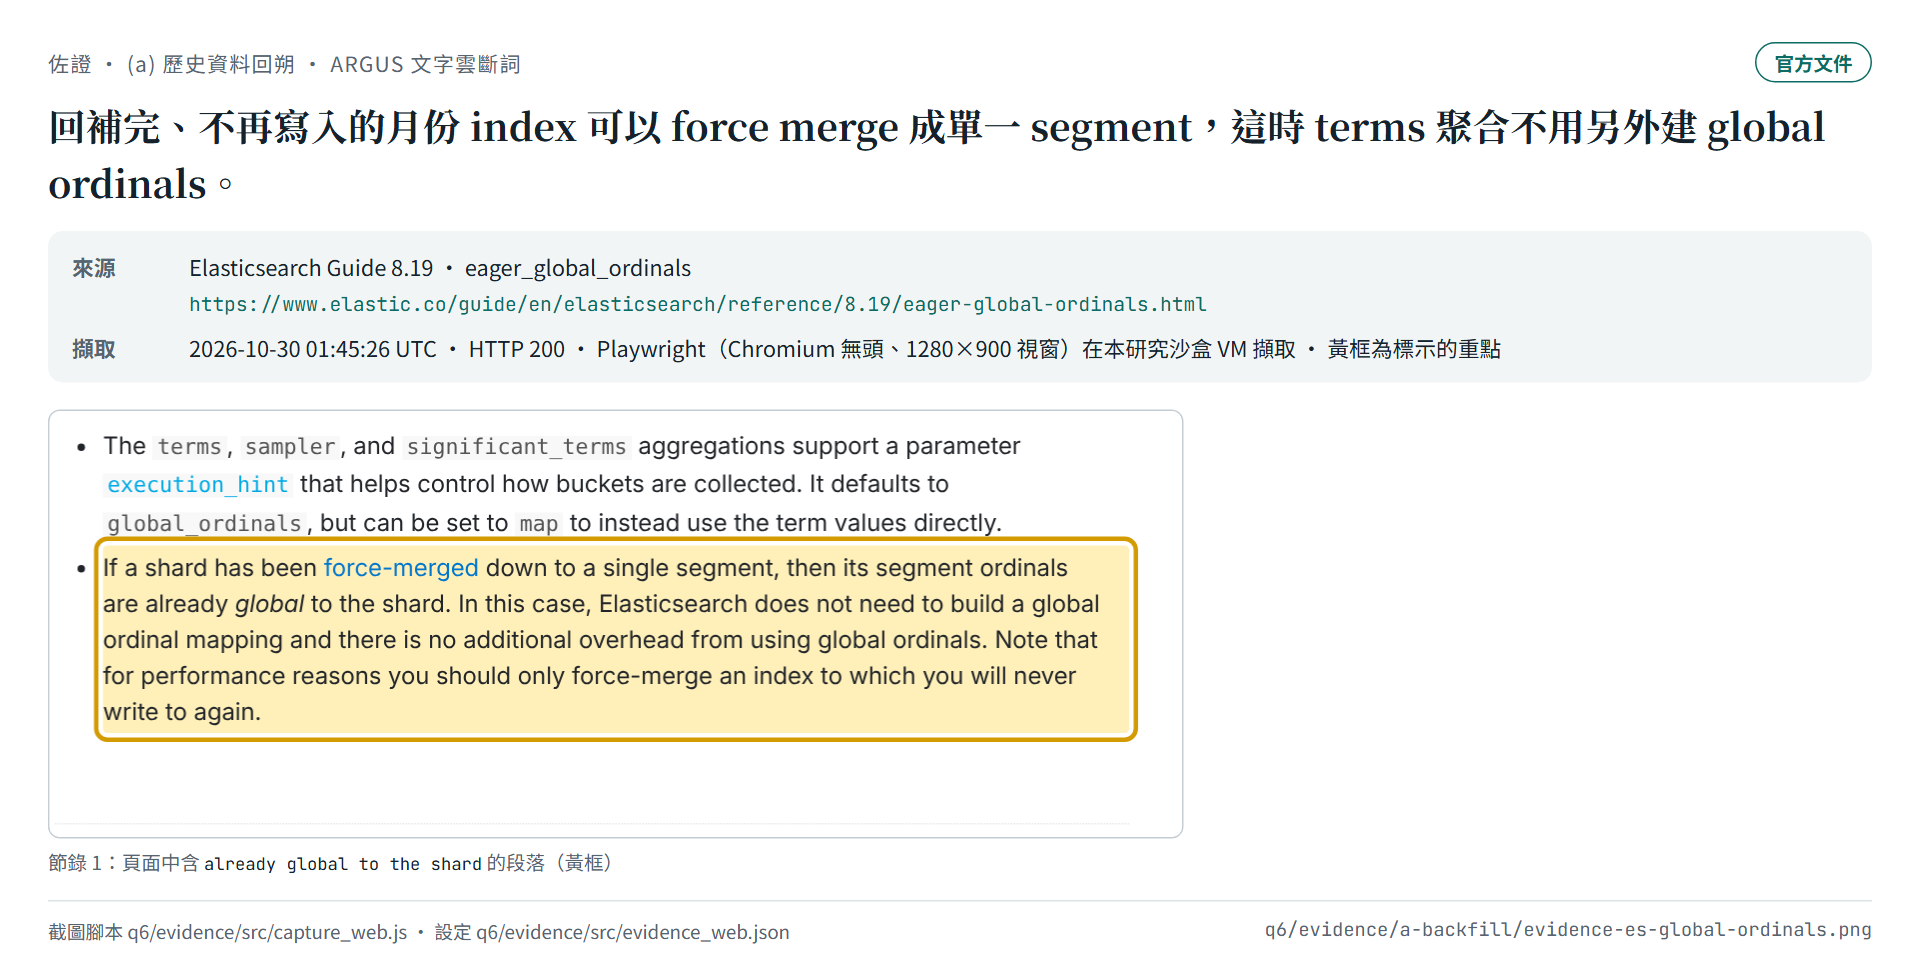 佐證 · (a) 歷史資料回朔 · ARGUS 文字雲斷詞
官方文件
回補完、不再寫入的月份 index 可以 force merge 成單一 segment，這時 terms 聚合不用另外建 global
ordinals。
來源 Elasticsearch Guide 8.19 · eager_global_ordinals
https://www.elastic.co/guide/en/elasticsearch/reference/8.19/eager-global-ordinals.html
擷取 2026-10-30 01:45:26 UTC · HTTP 200 · Playwright（Chromium 無頭、1280×900 視窗）在本研究沙盒 VM 擷取 · 黃框為標示的重點
• The terms, sampler, and significant_terms aggregations support a parameter
execution_hint that helps control how buckets are collected. It defaults to
global_ordinals, but can be set to map to instead use the term values directly.
• If a shard has been force-merged down to a single segment, then its segment ordinals
are already global to the shard. In this case, Elasticsearch does not need to build a global
ordinal mapping and there is no additional overhead from using global ordinals. Note that
for performance reasons you should only force-merge an index to which you will never
write to again.
節錄 1：頁面中含 already global to the shard 的段落（黃框）
截圖腳本 q6/evidence/src/capture_web.js · 設定 q6/evidence/src/evidence_web.json
q6/evidence/a-backfill/evidence-es-global-ordinals.png